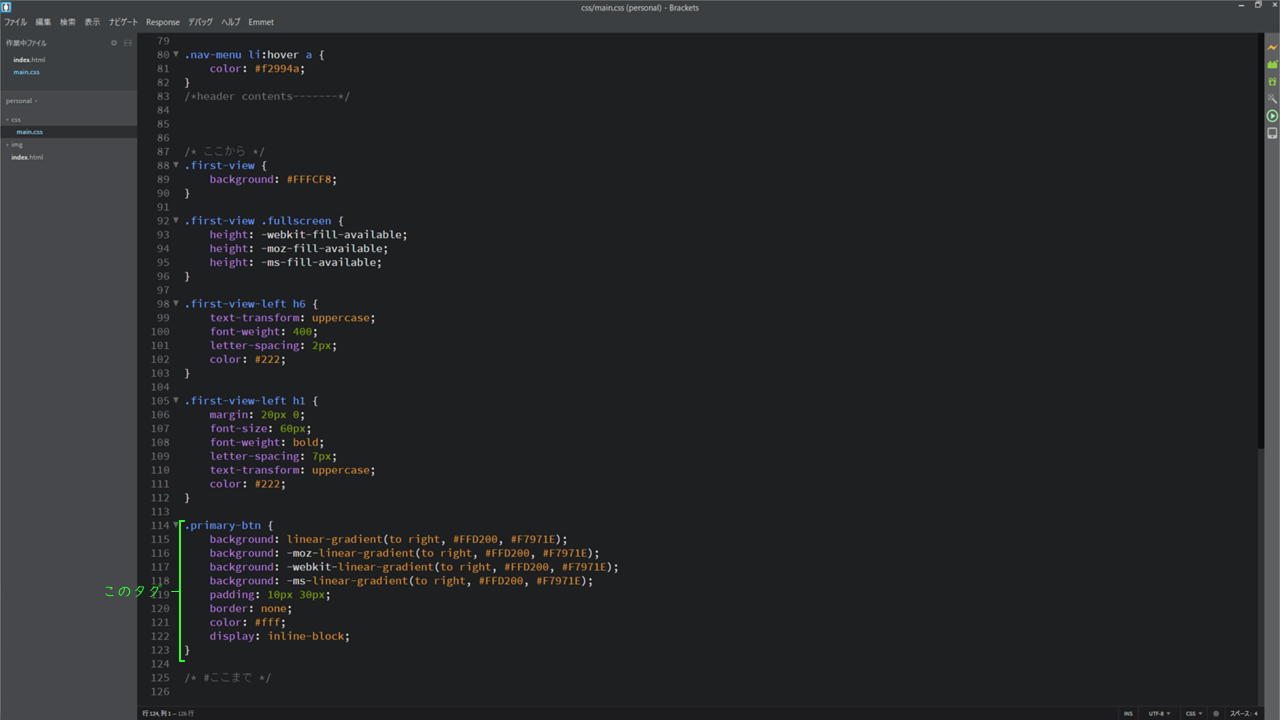 css/main.css (personal) - Brackets
ファイル 編集 検索 表示 ナビゲート Response デバッグ ヘルプ Emmet
作業中ファイル
index.html
main.css
personal
css
main.css
img
index.html
79
80 .nav-menu li:hover a {
81 color: #f2994a;
82 }
83 /*header contents-------*/
84
85
86
87 /* ここから */
88 .first-view {
89 background: #FFFCF8;
90 }
91
92 .first-view .fullscreen {
93 height: -webkit-fill-available;
94 height: -moz-fill-available;
95 height: -ms-fill-available;
96 }
97
98 .first-view-left h6 {
99 text-transform: uppercase;
100 font-weight: 400;
101 letter-spacing: 2px;
102 color: #222;
103 }
104
105 .first-view-left h1 {
106 margin: 20px 0;
107 font-size: 60px;
108 font-weight: bold;
109 letter-spacing: 7px;
110 text-transform: uppercase;
111 color: #222;
112 }
113
114 .primary-btn {
115 background: linear-gradient(to right, #FFD200, #F7971E);
116 background: -moz-linear-gradient(to right, #FFD200, #F7971E);
117 background: -webkit-linear-gradient(to right, #FFD200, #F7971E);
118 background: -ms-linear-gradient(to right, #FFD200, #F7971E);
このタグ
119 padding: 10px 30px;
120 border: none;
121 color: #fff;
122 display: inline-block;
123 }
124
125 /* #ここまで */
126
行 124, 列 1 — 126 行
INS UTF-8 CSS スペース: 4